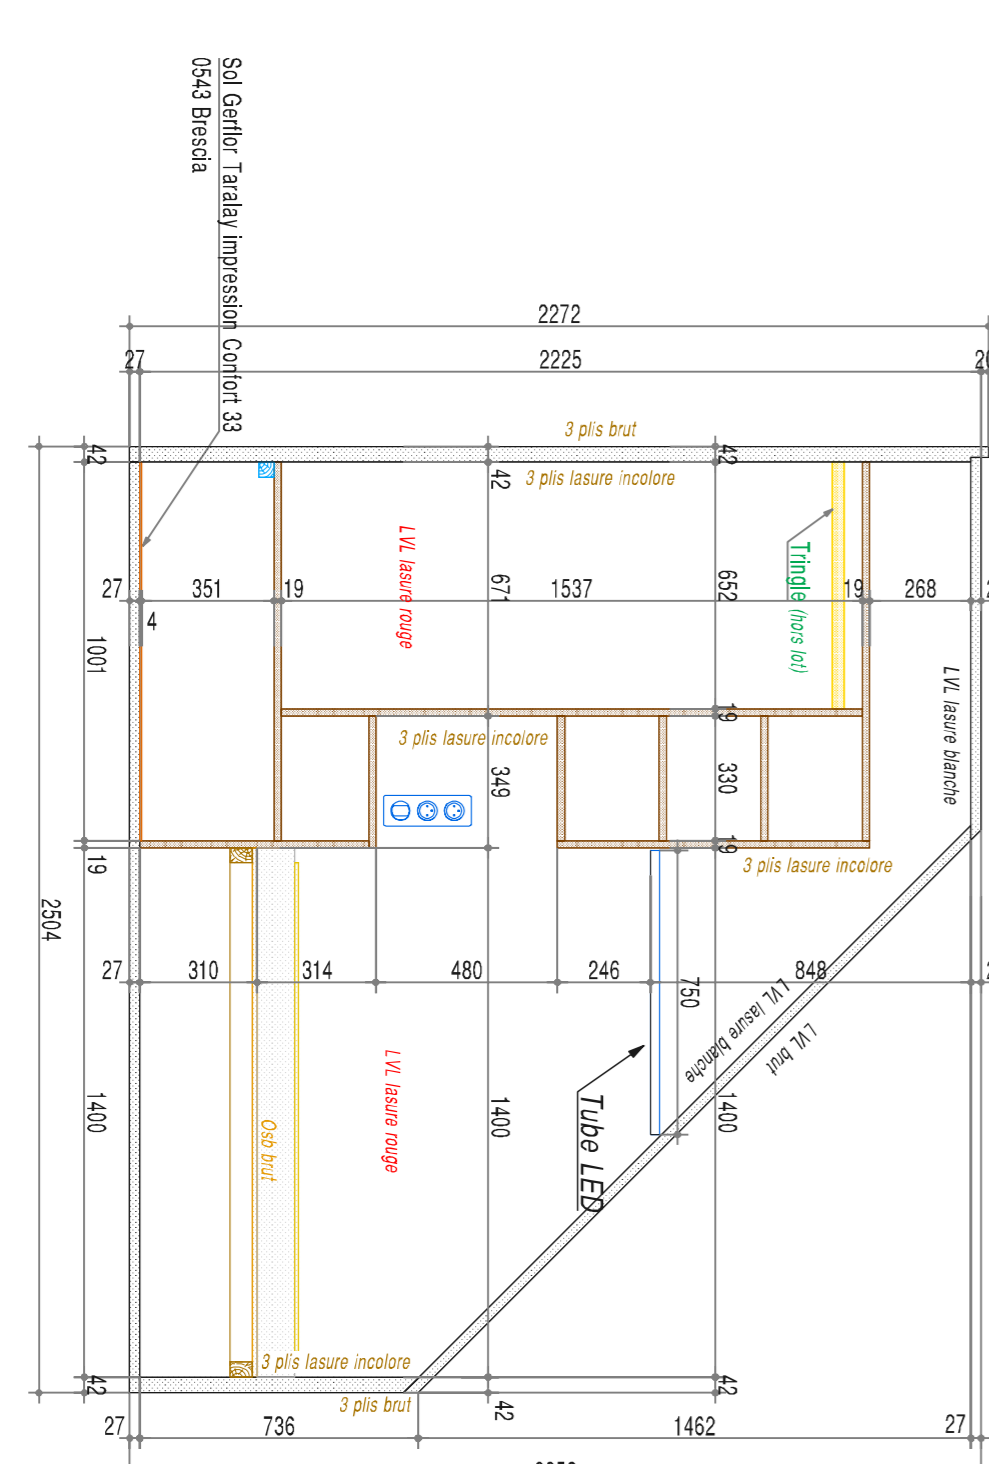 Sol Gerflor Taralay impression Confort 33
0543 Brescia
2272
27
2225
3 plis brut
42
42
42
3 plis lasure incolore
LVL lasure rouge
Tringle (hors lot)
27
351
19
671
1537
652
19
268
4
1001
LVL lasure blanche
19
3 plis lasure incolore
349
330
19
19
3 plis lasure incolore
2504
27
310
314
480
246
750
848
LVL lasure blanche
LVL brut
LVL lasure rouge
Tube LED
1400
Osb brut
1400
1400
3 plis lasure incolore
42
42
3 plis brut
42
27
736
1462
27